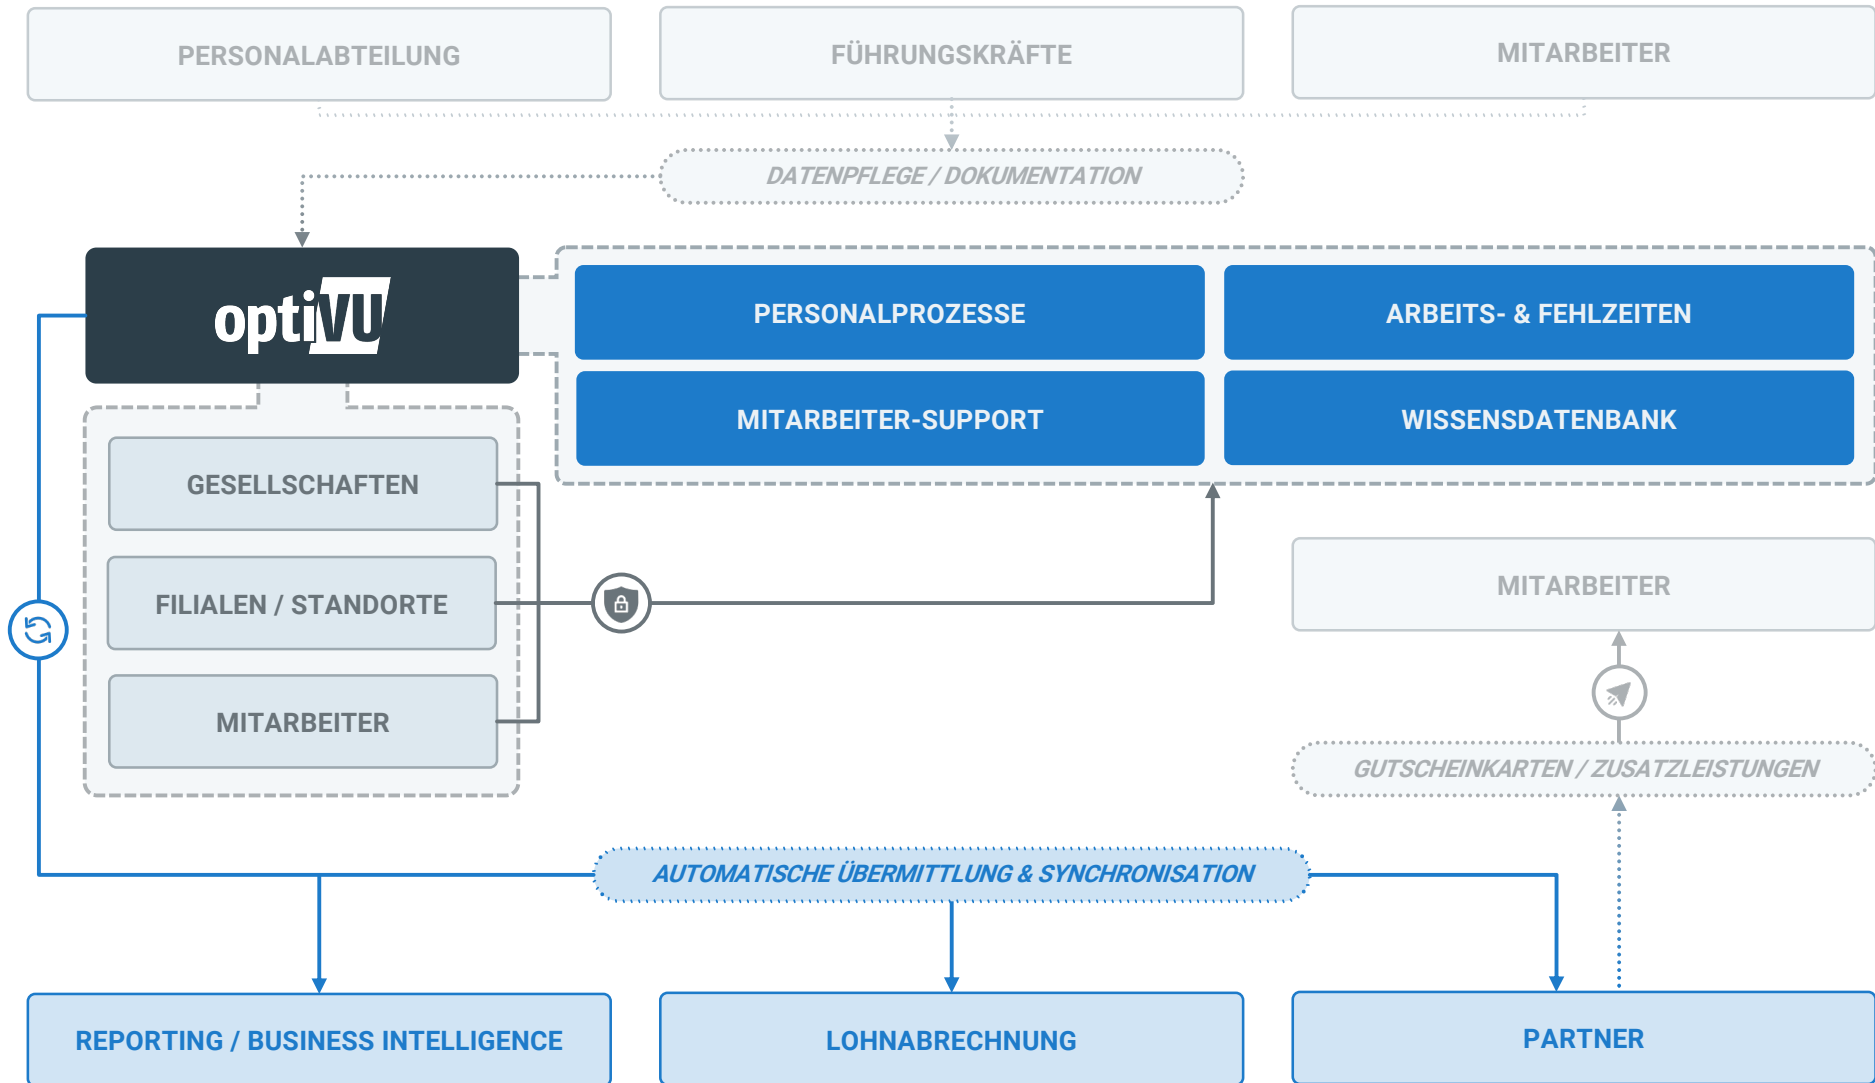 PERSONALABTEILUNG
FÜHRUNGSKRÄFTE
MITARBEITER
DATENPFLEGE / DOKUMENTATION
optiVU
PERSONALPROZESSE
ARBEITS- & FEHLZEITEN
MITARBEITER-SUPPORT
WISSENSDATENBANK
GESELLSCHAFTEN
FILIALEN / STANDORTE
MITARBEITER
MITARBEITER
GUTSCHEINKARTEN / ZUSATZLEISTUNGEN
AUTOMATISCHE ÜBERMITTLUNG & SYNCHRONISATION
REPORTING / BUSINESS INTELLIGENCE
LOHNABRECHNUNG
PARTNER